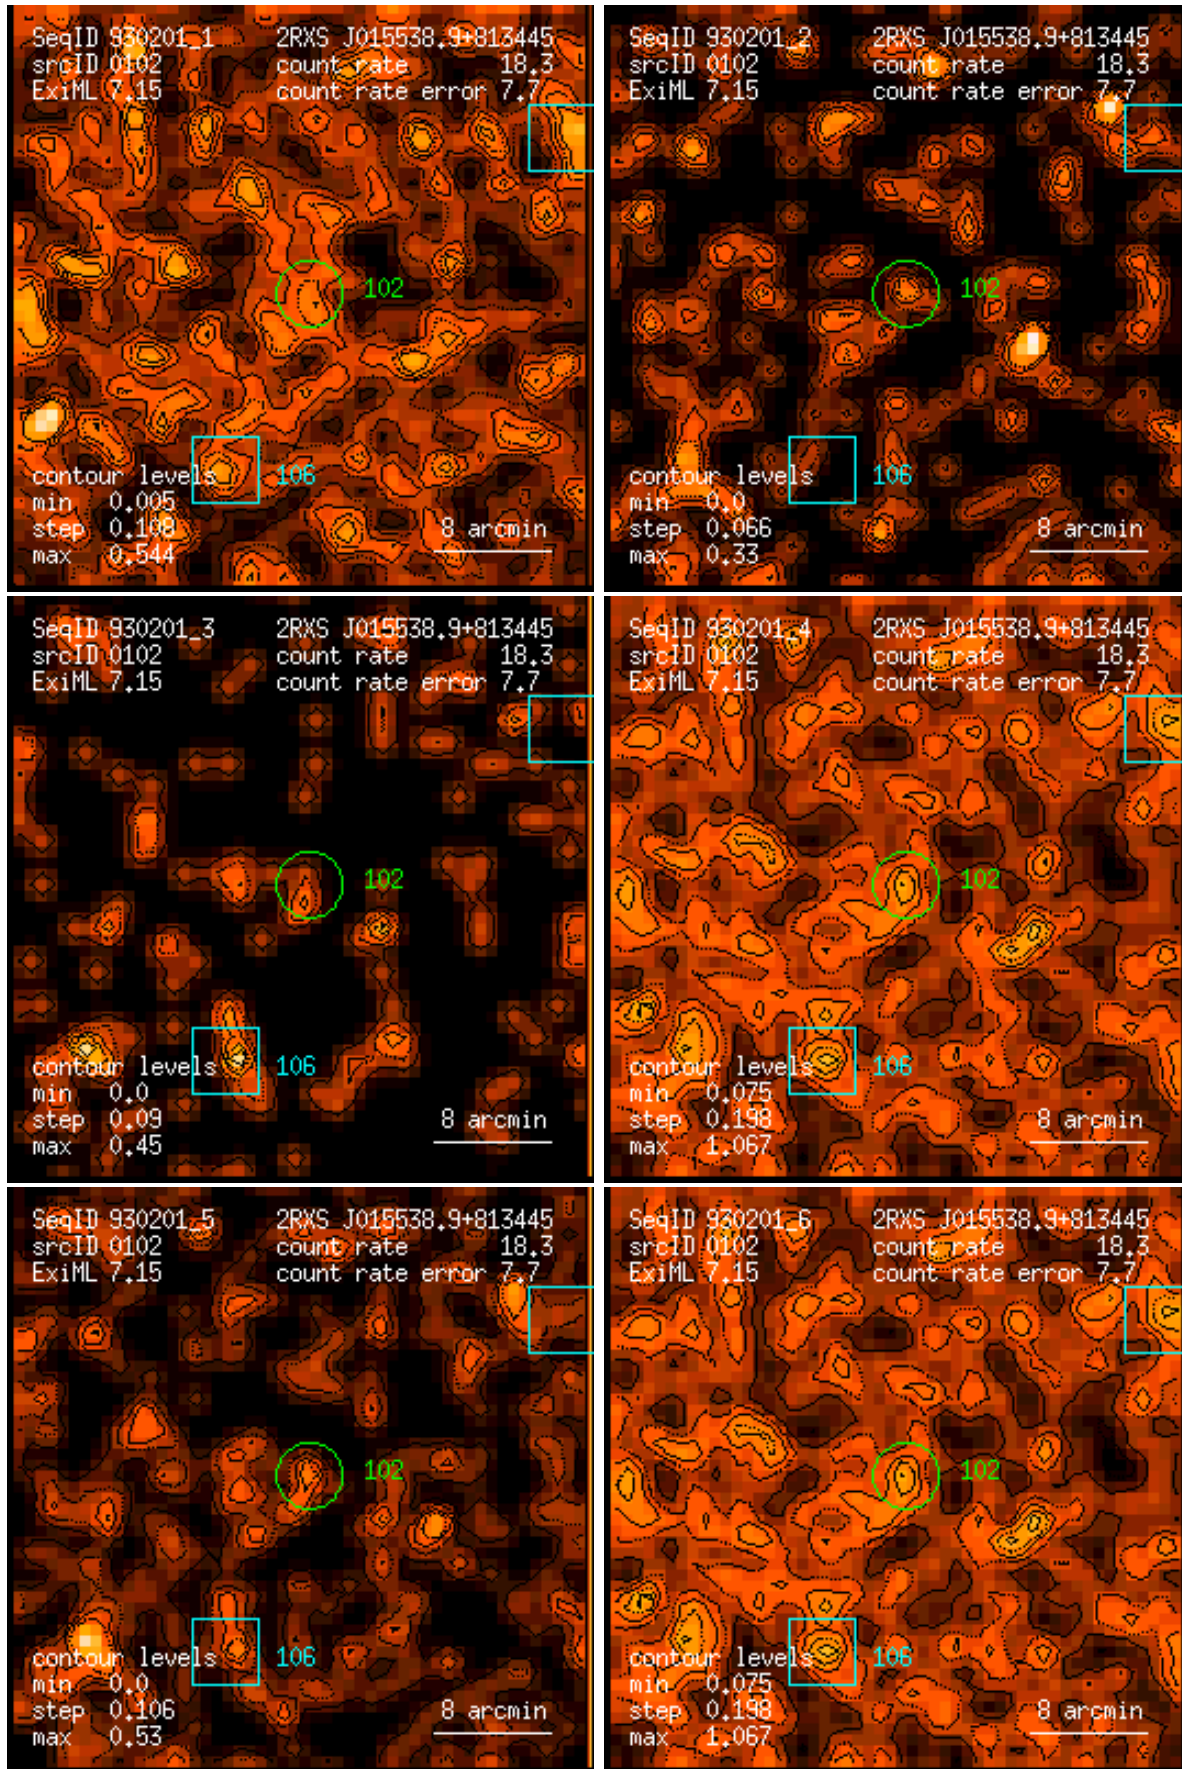 SeqID 930201_1 2RXS J015538.9+813445
srcID 0102 count rate 18.3
ExiML 7.15 count rate error 7.7
102
contour levels 106
min 0.005
step 0.108 8 arcmin
max 0.544
SeqID 930201_2 2RXS J015538.9+813445
srcID 0102 count rate 18.3
ExiML 7.15 count rate error 7.7
102
contour levels 106
min 0.0
step 0.066 8 arcmin
max 0.33
SeqID 930201_3 2RXS J015538.9+813445
srcID 0102 count rate 18.3
ExiML 7.15 count rate error 7.7
102
contour levels 106
min 0.0
step 0.09 8 arcmin
max 0.45
SeqID 930201_4 2RXS J015538.9+813445
srcID 0102 count rate 18.3
ExiML 7.15 count rate error 7.7
102
contour levels 106
min 0.075
step 0.198 8 arcmin
max 1.067
SeqID 930201_5 2RXS J015538.9+813445
srcID 0102 count rate 18.3
ExiML 7.15 count rate error 7.7
102
contour levels 106
min 0.0
step 0.106 8 arcmin
max 0.53
SeqID 930201_6 2RXS J015538.9+813445
srcID 0102 count rate 18.3
ExiML 7.15 count rate error 7.7
102
contour levels 106
min 0.075
step 0.198 8 arcmin
max 1.067